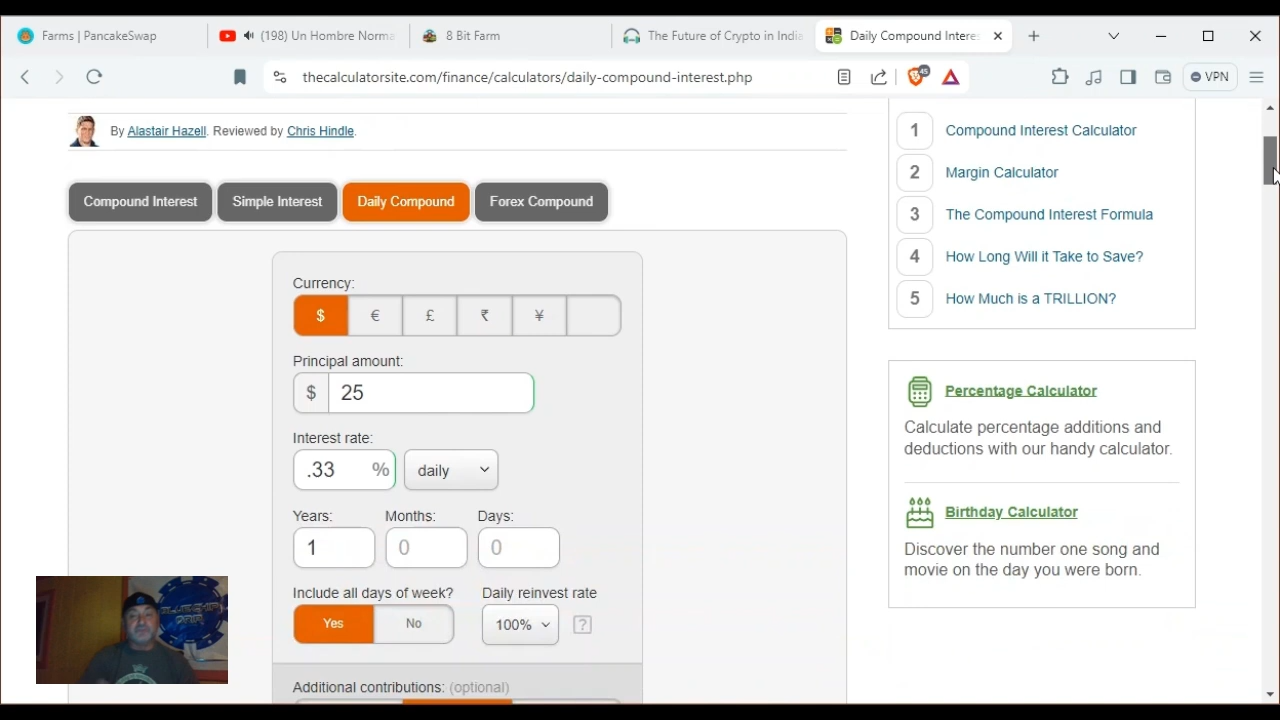 Farms | PancakeSwap
(198) Un Hombre Norma
8 Bit Farm
The Future of Crypto in India
Daily Compound Intere
thecalculatorsite.com/finance/calculators/daily-compound-interest.php
45
VPN
By Alastair Hazell. Reviewed by Chris Hindle.
Compound Interest
Simple Interest
Daily Compound
Forex Compound
Currency:
$
€
£
₹
¥
Principal amount:
$ 25
Interest rate:
.33 %
daily
Years: Months: Days:
1 0 0
Include all days of week? Daily reinvest rate
Yes No 100% ?
Additional contributions: (optional)
1 Compound Interest Calculator
2 Margin Calculator
3 The Compound Interest Formula
4 How Long Will it Take to Save?
5 How Much is a TRILLION?
Percentage Calculator
Calculate percentage additions and
deductions with our handy calculator.
Birthday Calculator
Discover the number one song and
movie on the day you were born.